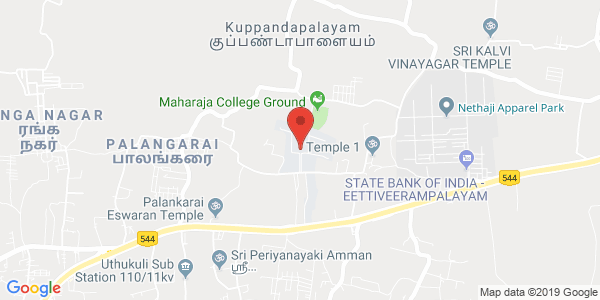 Kuppandapalayam
குப்பண்டாபாளையம்
SRI KALVI
VINAYAGAR TEMPLE
Maharaja College Ground
Nethaji Apparel Park
NGA NAGAR
ரங்க
நகர்
PALANGARAI
பாலங்கரை
Temple 1
544
STATE BANK OF INDIA -
EETTIVEERAMPALAYAM
Palankarai
Eswaran Temple
544
Sri Periyanayaki Amman
ஸ்ரீ...
Uthukuli Sub
Station 110/11kv
Google
Map data ©2019 Google